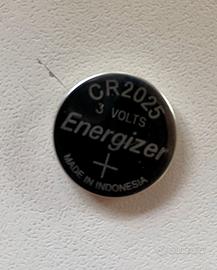 CR2025
3 VOLTS
Energizer
+
MADE IN INDONESIA